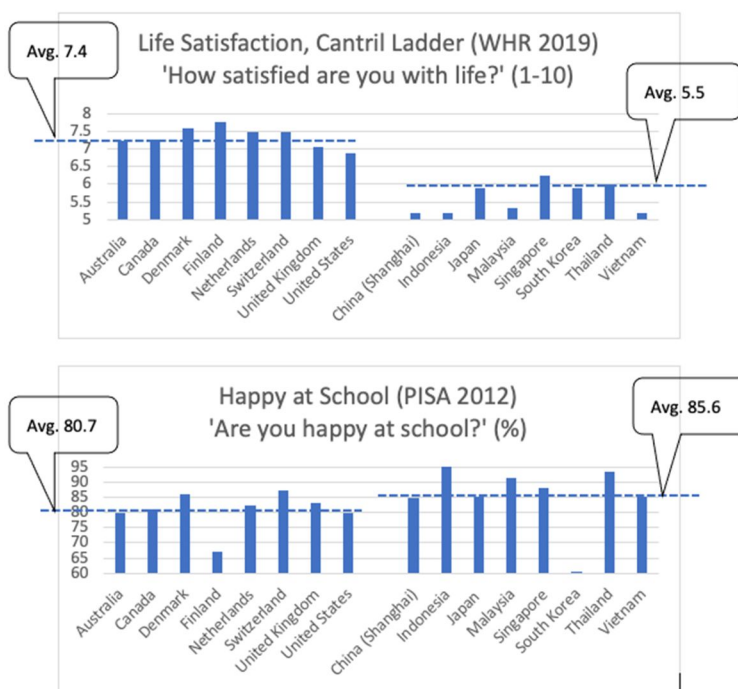 Avg. 7.4
Life Satisfaction, Cantril Ladder (WHR 2019)
'How satisfied are you with life?' (1-10)
Avg. 5.5
8
7.5
7
6.5
6
5.5
5
Australia
Canada
Denmark
Finland
Netherlands
Switzerland
United Kingdom
United States
China (Shanghai)
Indonesia
Japan
Malaysia
Singapore
South Korea
Thailand
Vietnam
Avg. 80.7
Happy at School (PISA 2012)
'Are you happy at school?' (%)
Avg. 85.6
95
90
85
80
75
70
65
60
Australia
Canada
Denmark
Finland
Netherlands
Switzerland
United Kingdom
United States
China (Shanghai)
Indonesia
Japan
Malaysia
Singapore
South Korea
Thailand
Vietnam